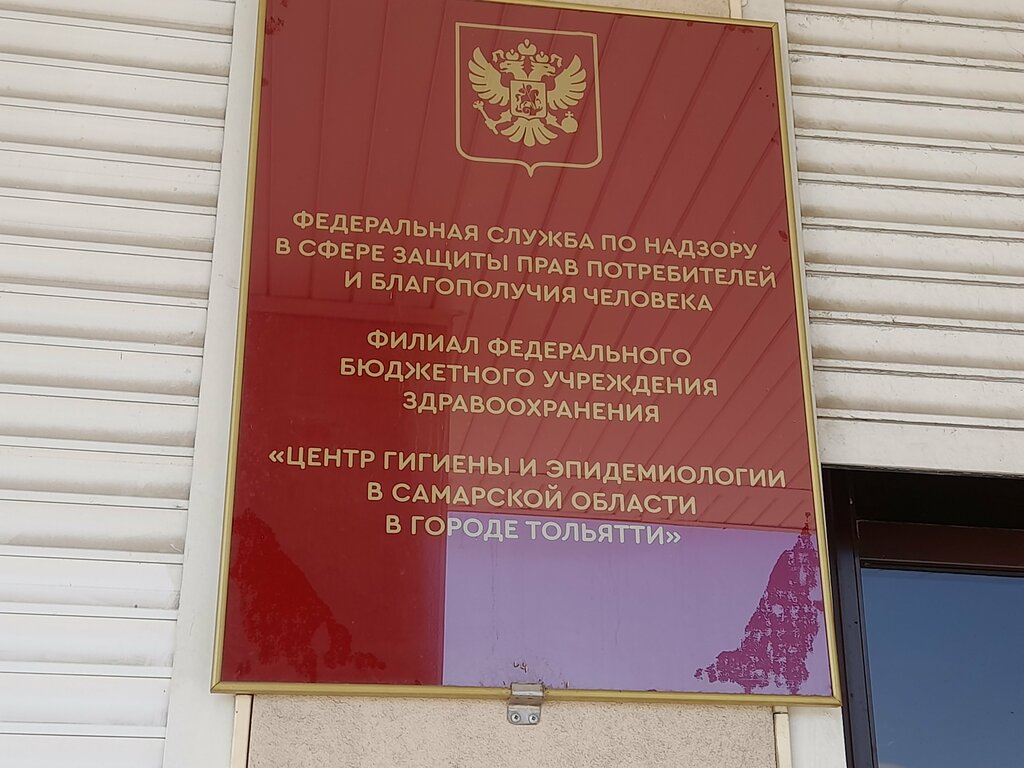 ФЕДЕРАЛЬНАЯ СЛУЖБА ПО НАДЗОРУ
В СФЕРЕ ЗАЩИТЫ ПРАВ ПОТРЕБИТЕЛЕЙ
И БЛАГОПОЛУЧИЯ ЧЕЛОВЕКА
ФИЛИАЛ ФЕДЕРАЛЬНОГО
БЮДЖЕТНОГО УЧРЕЖДЕНИЯ
ЗДРАВООХРАНЕНИЯ
«ЦЕНТР ГИГИЕНЫ И ЭПИДЕМИОЛОГИИ
В САМАРСКОЙ ОБЛАСТИ
В ГОРОДЕ ТОЛЬЯТТИ»